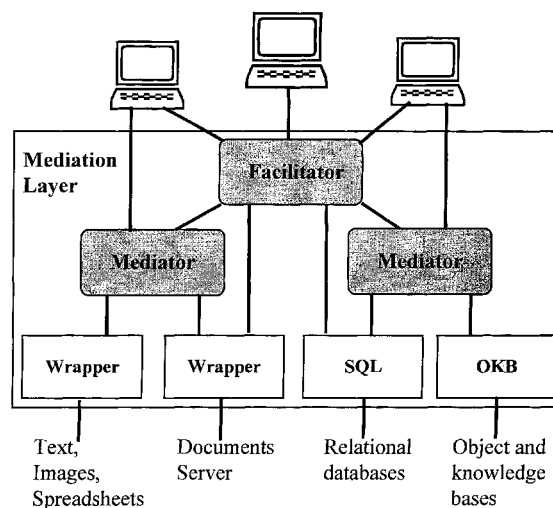 Mediation
Layer
Facilitator
Mediator
Mediator
Wrapper
Wrapper
SQL
OKB
Text,
Images,
Spreadsheets
Documents
Server
Relational
databases
Object and
knowledge
bases